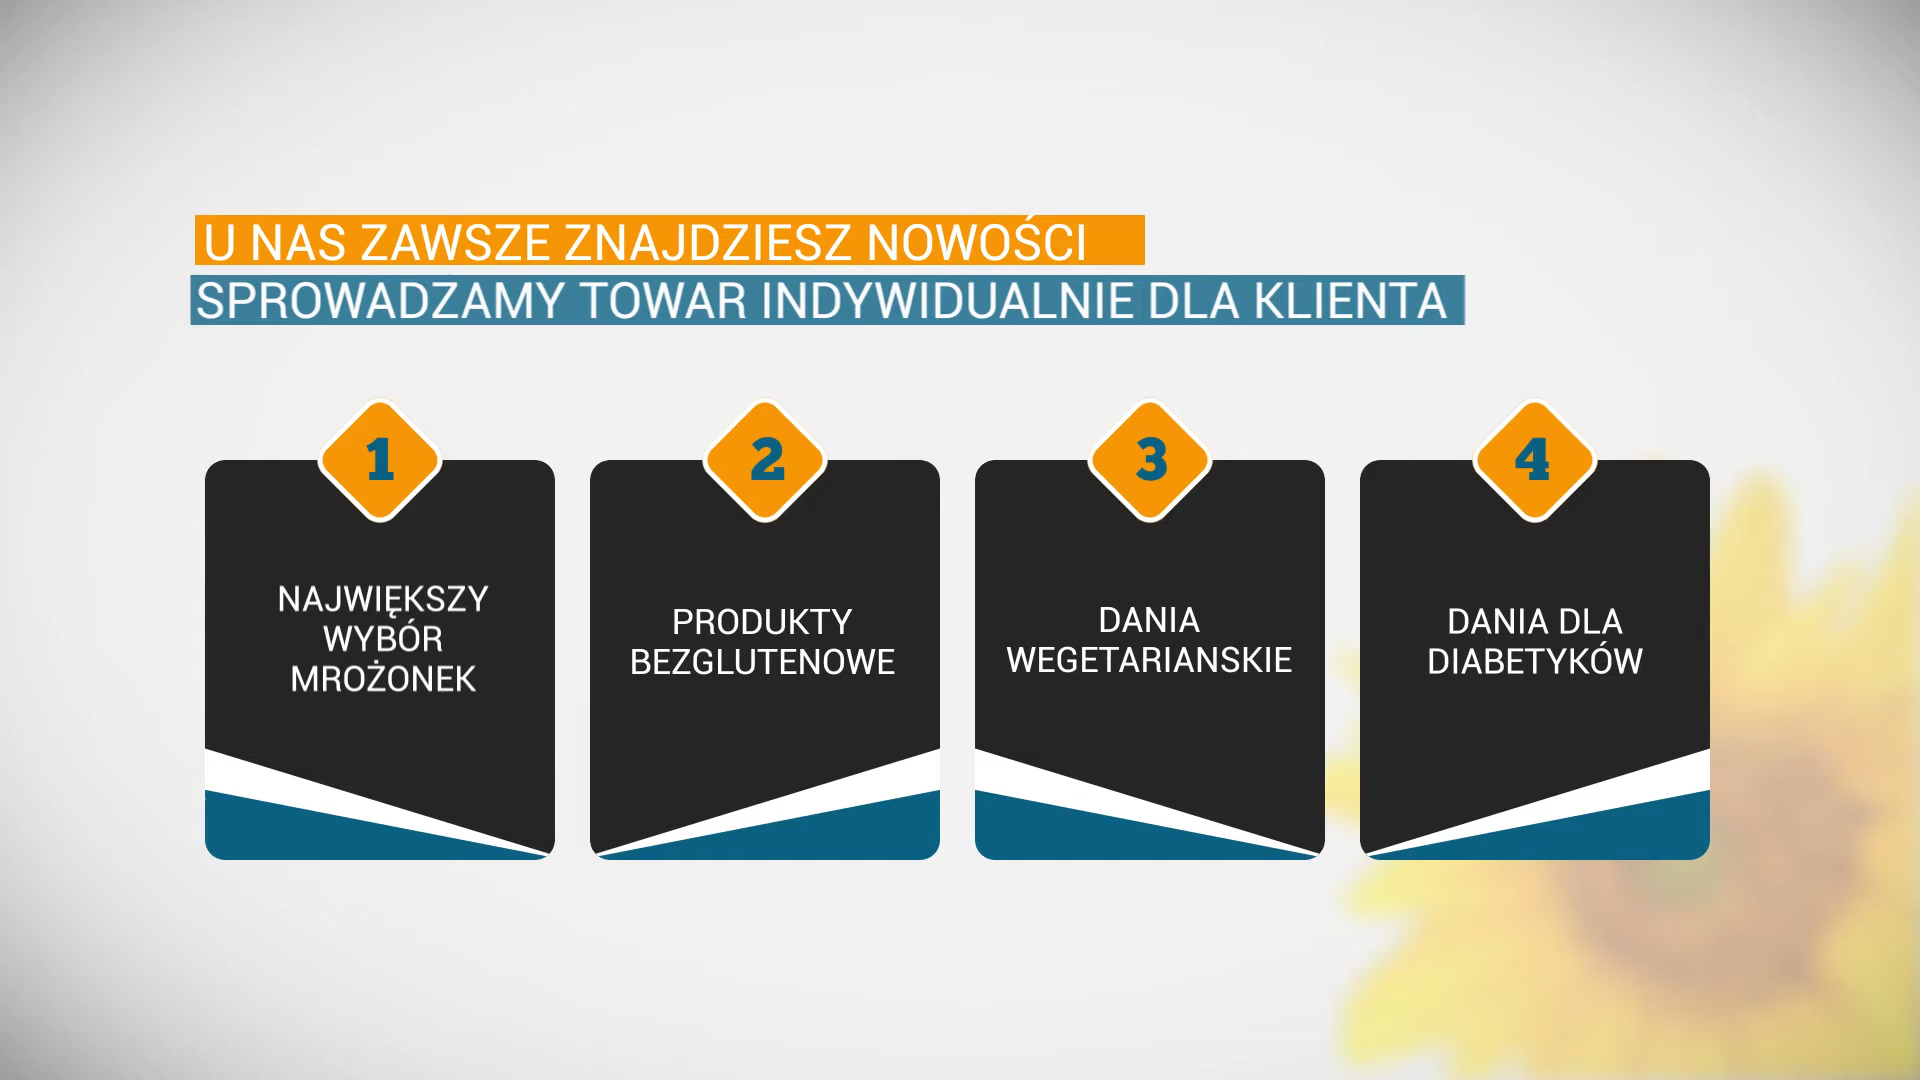 U NAS ZAWSZE ZNAJDZIESZ NOWOŚCI
SPROWADZAMY TOWAR INDYWIDUALNIE DLA KLIENTA
1
NAJWIĘKSZY
WYBÓR
MROŻONEK
2
PRODUKTY
BEZGLUTENOWE
3
DANIA
WEGETARIANSKIE
4
DANIA DLA
DIABETYKÓW